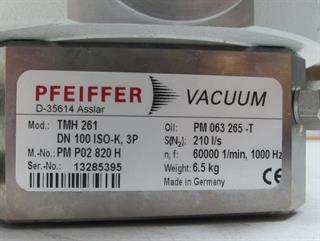 PFEIFFER VACUUM
D-35614 Asslar
Mod.: TMH 261 Oil: PM 063 265 -T
DN 100 ISO-K, 3P S(N₂): 210 l/s
M.-No.: PM P02 820 H n, f: 60000 1/min, 1000 Hz
Ser.-No.: 13285395 Weight: 6.5 kg
CE Made in Germany